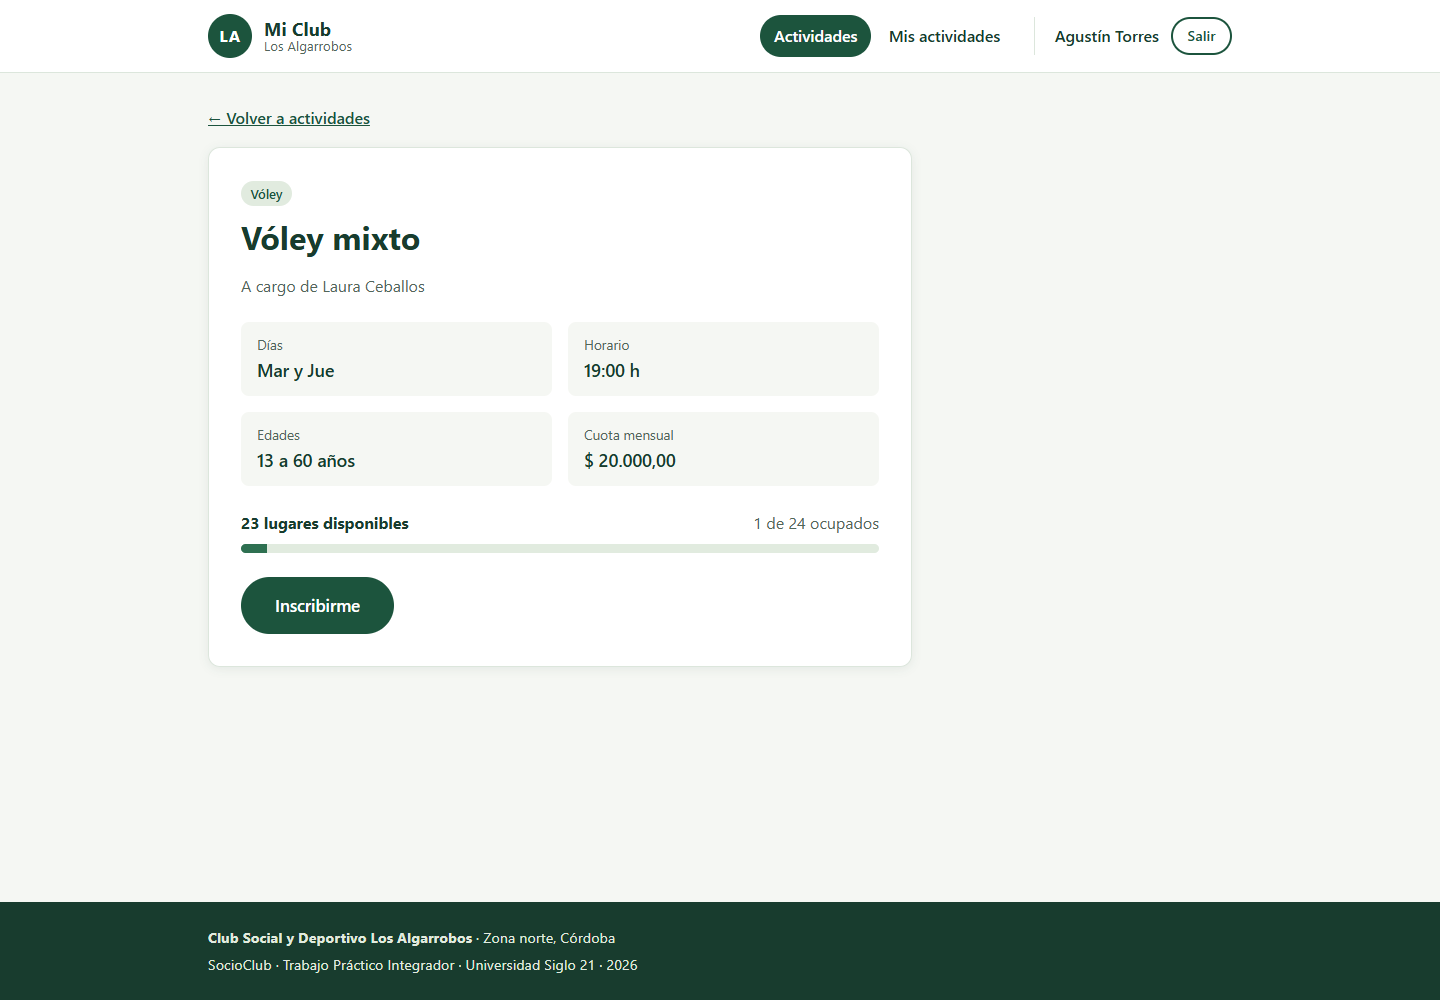 LA
Mi Club
Los Algarrobos
Actividades
Mis actividades
Agustín Torres
Salir
← Volver a actividades
Vóley
Vóley mixto
A cargo de Laura Ceballos
Días
Mar y Jue
Horario
19:00 h
Edades
13 a 60 años
Cuota mensual
$ 20.000,00
23 lugares disponibles
1 de 24 ocupados
Inscribirme
Club Social y Deportivo Los Algarrobos · Zona norte, Córdoba
SocioClub · Trabajo Práctico Integrador · Universidad Siglo 21 · 2026